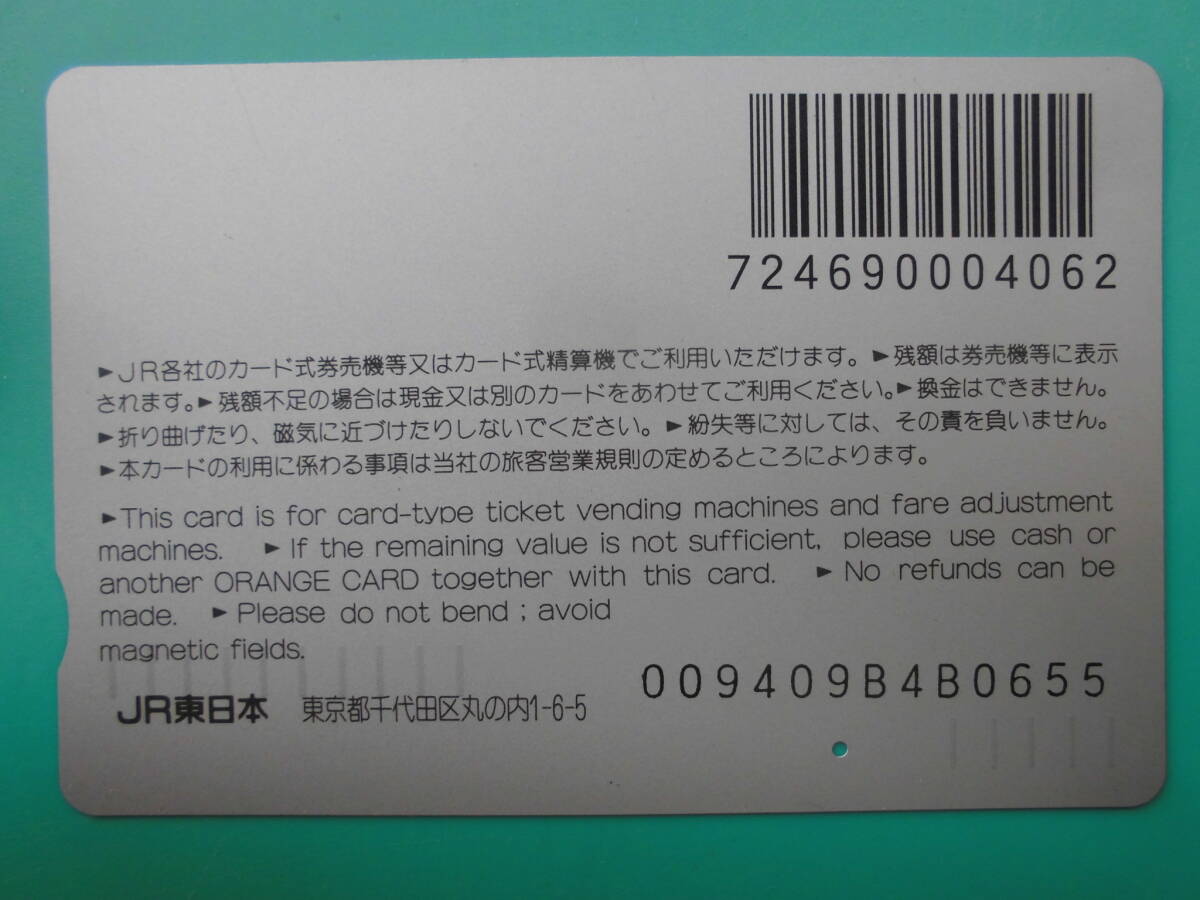 724690004062
►JR各社のカード式券売機等又はカード式精算機でご利用いただけます。►残額は券売機等に表示
されます。►残額不足の場合は現金又は別のカードをあわせてご利用ください。►換金はできません。
►折り曲げたり、磁気に近づけたりしないでください。►紛失等に対しては、その責を負いません。
►本カードの利用に係わる事項は当社の旅客営業規則の定めるところによります。
►This card is for card-type ticket vending machines and fare adjustment
machines. ►If the remaining value is not sufficient, please use cash or
another ORANGE CARD together with this card. ►No refunds can be
made. ►Please do not bend ; avoid
magnetic fields.
009409B4B0655
JR東日本 東京都千代田区丸の内1-6-5